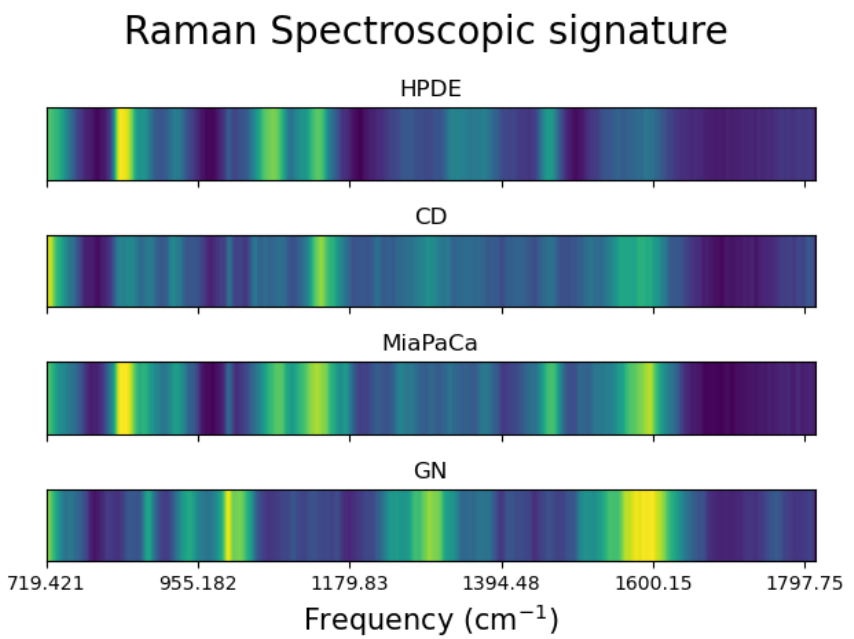 Raman Spectroscopic signature
HPDE
CD
MiaPaCa
GN
719.421 955.182 1179.83 1394.48 1600.15 1797.75
Frequency (cm⁻¹)